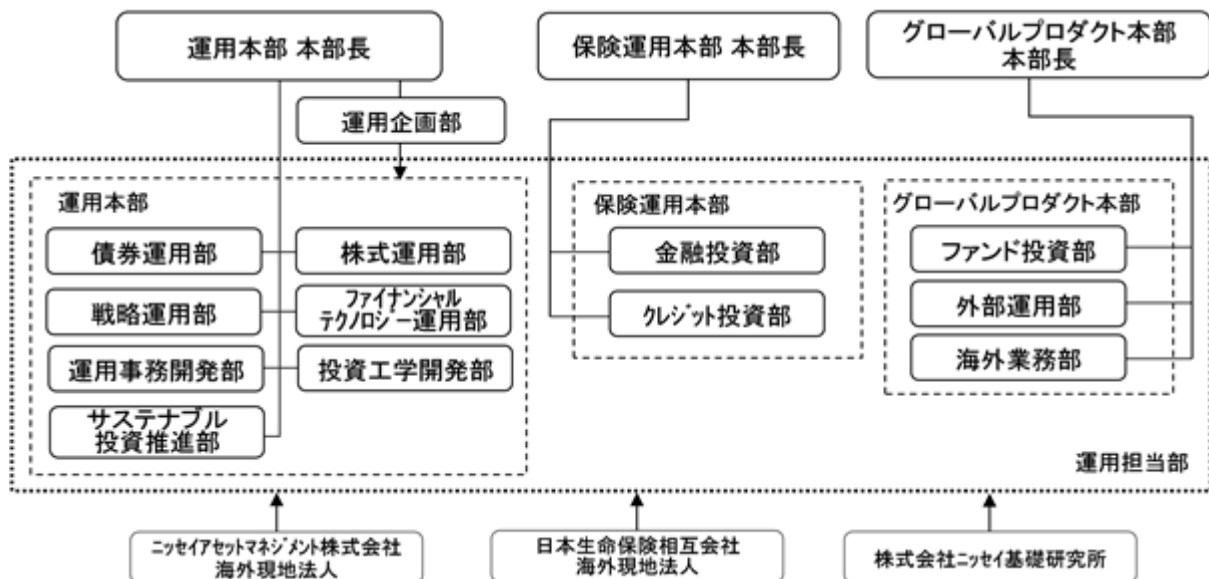 運用本部 本部長
保険運用本部 本部長
グローバルプロダクト本部
本部長
運用企画部
運用本部
債券運用部
株式運用部
戦略運用部
ファイナンシャル
テクノロジー運用部
運用事務開発部
投資工学開発部
サステナブル
投資推進部
保険運用本部
金融投資部
クレジット投資部
グローバルプロダクト本部
ファンド投資部
外部運用部
海外業務部
運用担当部
ニッセイアセットマネジメント株式会社
海外現地法人
日本生命保険相互会社
海外現地法人
株式会社ニッセイ基礎研究所